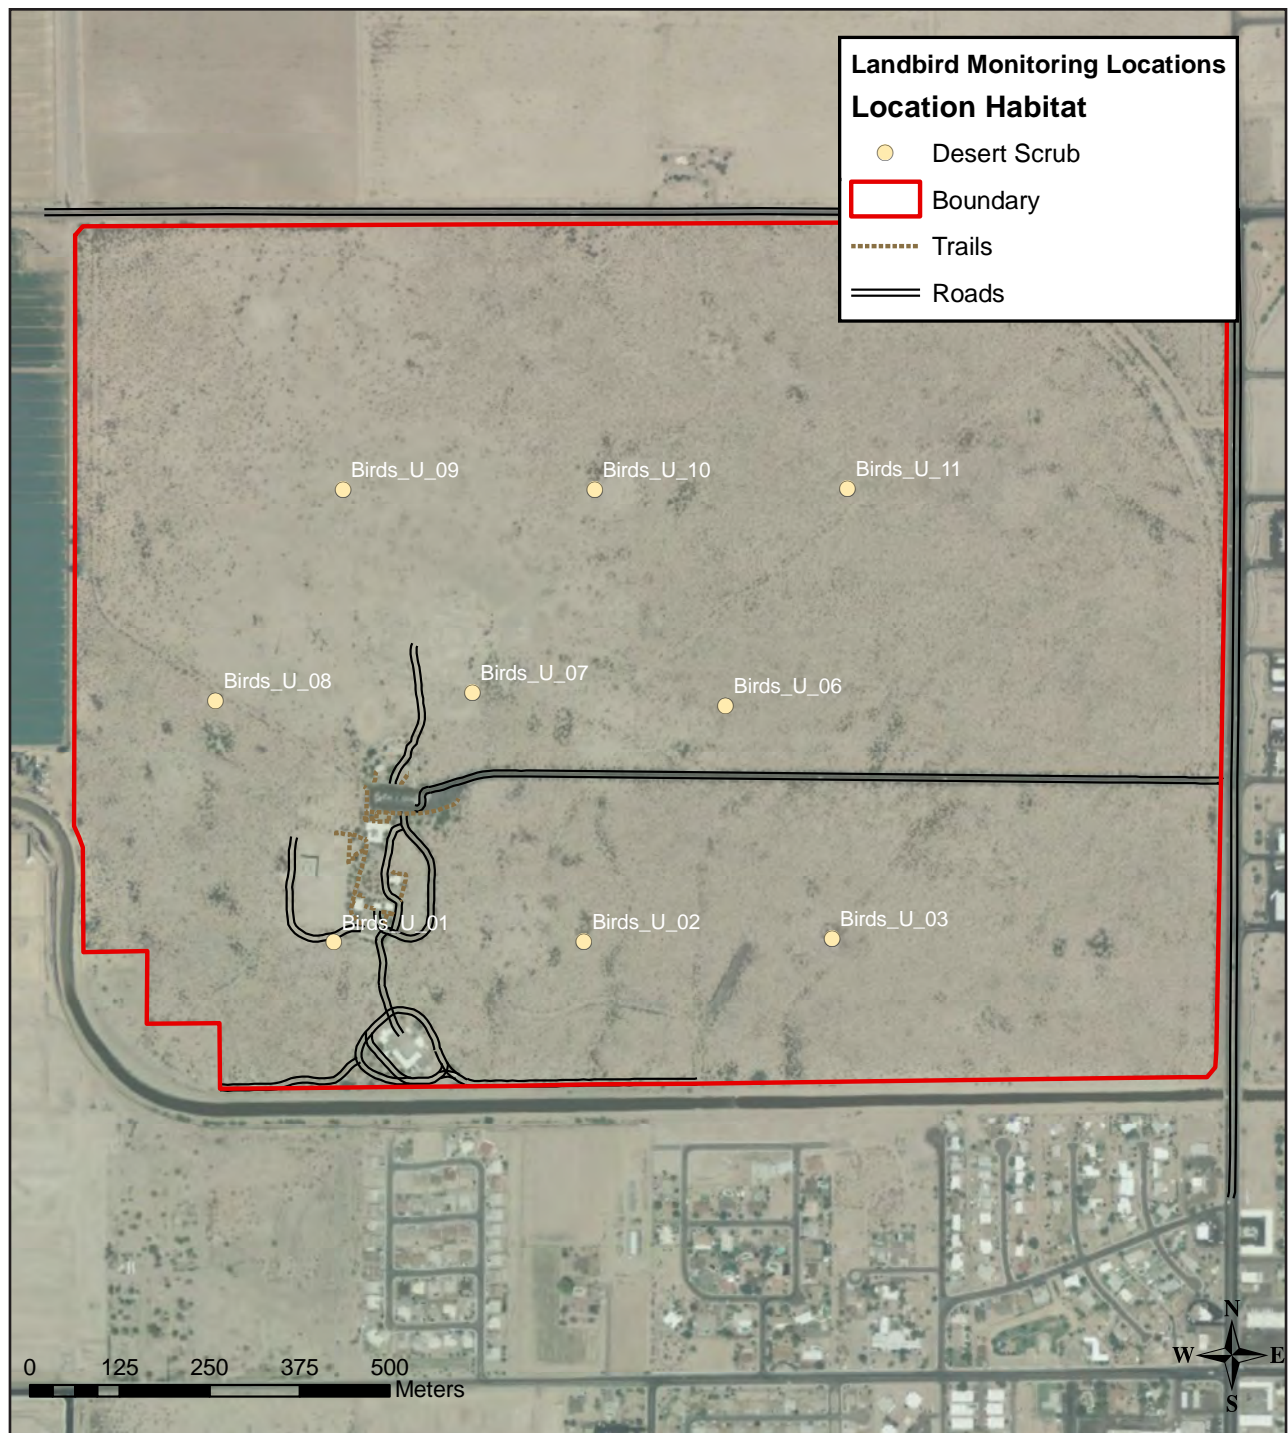 Landbird Monitoring Locations
Location Habitat
Desert Scrub
Boundary
Trails
Roads
Birds_U_09
Birds_U_10
Birds_U_11
Birds_U_08
Birds_U_07
Birds_U_06
Birds_U_01
Birds_U_02
Birds_U_03
N
W E
S
0 125 250 375 500
Meters